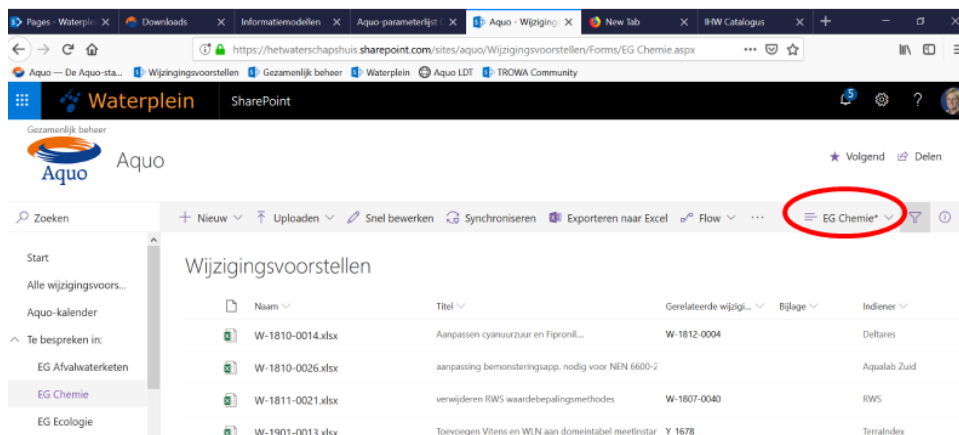 Pages - Waterplei
Downloads
Informatiemodellen
Aquo-parameterlijst
Aquo - Wijziging
New Tab
IHW Catalogus
https://hetwaterschapshuis.sharepoint.com/sites/aquo/Wijzigingsvoorstellen/Forms/EG Chemie.aspx
Aquo — De Aquo-sta...
Wijzingingsvoorstellen
Gezamenlijk beheer
Waterplein
Aquo LDT
TROWA Community
Waterplein
SharePoint
5
Gezamenlijk beheer
Aquo
Aquo
Volgend
Delen
Zoeken
Nieuw
Uploaden
Snel bewerken
Synchroniseren
Exporteren naar Excel
Flow
EG Chemie*
Start
Alle wijzigingsvoors...
Aquo-kalender
Te bespreken in:
EG Afvalwaterketen
EG Chemie
EG Ecologie
Wijzigingsvoorstellen
Naam Titel Gerelateerde wijzigi... Bijlage Indiener
W-1810-0014.xlsx Aanpassen cyanuurzuur en Fipronil... W-1812-0004 Deltares
W-1810-0026.xlsx aanpassing bemonsteringsapp. nodig voor NEN 6600-2 Aqualab Zuid
W-1811-0021.xlsx verwijderen RWS waardebepalingsmethodes W-1807-0040 RWS
W-1901-0013.xlsx Toevoegen Vitens en WLN aan domeintabel meetinstar Y 1678 TerraIndex